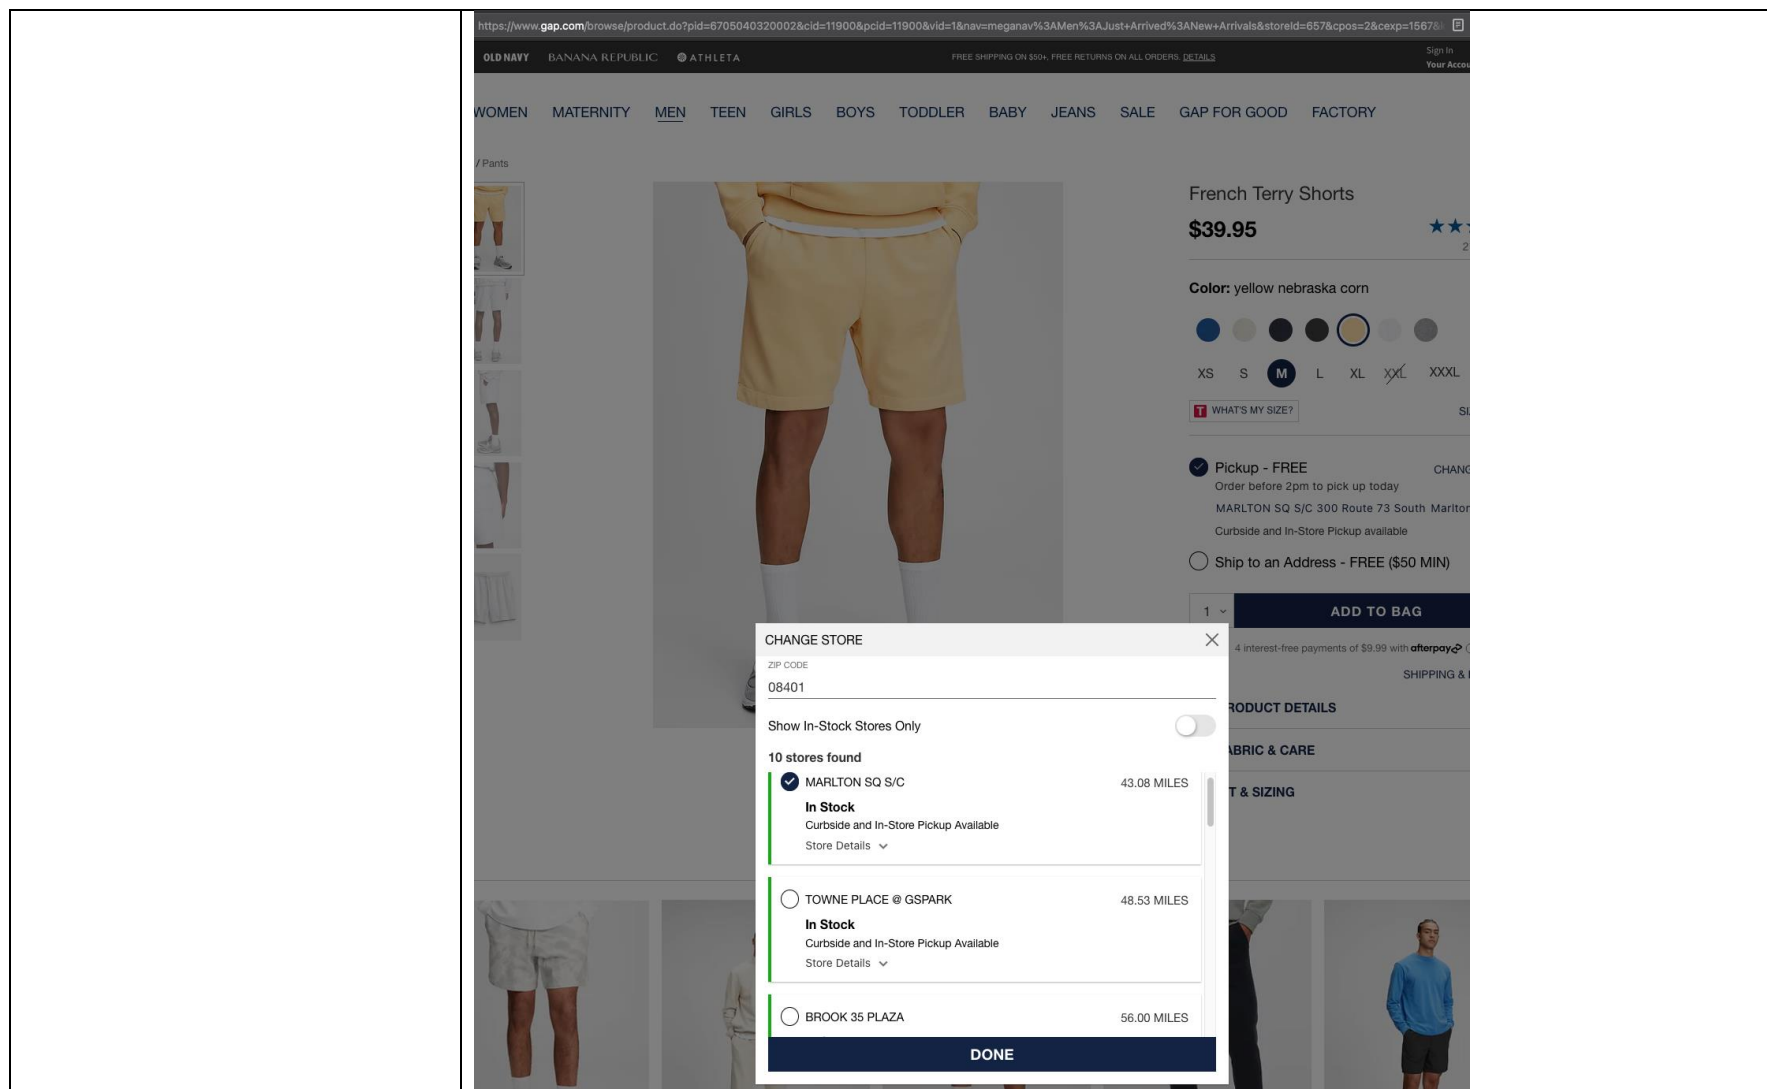 https://www.gap.com/browse/product.do?pid=6705040320002&cid=11900&pcid=11900&vid=1&nav=meganav%3AMen%3AJust+Arrived%3ANew+Arrivals&storeId=657&cpos=2&cexp=1567&
OLD NAVY BANANA REPUBLIC ATHLETA FREE SHIPPING ON $50+. FREE RETURNS ON ALL ORDERS. DETAILS Sign In
Your Accou
WOMEN MATERNITY MEN TEEN GIRLS BOYS TODDLER BABY JEANS SALE GAP FOR GOOD FACTORY
/ Pants
French Terry Shorts
$39.95
2
Color: yellow nebraska corn
XS S M L XL XXL XXXL
T WHAT'S MY SIZE? SI
Pickup - FREE CHANG
Order before 2pm to pick up today
MARLTON SQ S/C 300 Route 73 South Marlton
Curbside and In-Store Pickup available
Ship to an Address - FREE ($50 MIN)
1 ADD TO BAG
4 interest-free payments of $9.99 with afterpay
SHIPPING &
RODUCT DETAILS
ABRIC & CARE
T & SIZING
CHANGE STORE
ZIP CODE
08401
Show In-Stock Stores Only
10 stores found
MARLTON SQ S/C 43.08 MILES
In Stock
Curbside and In-Store Pickup Available
Store Details
TOWNE PLACE @ GSPARK 48.53 MILES
In Stock
Curbside and In-Store Pickup Available
Store Details
BROOK 35 PLAZA 56.00 MILES
DONE